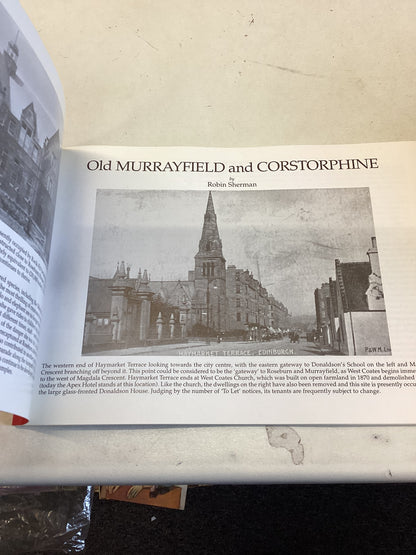 Old MURRAYFIELD and CORSTORPHINE
by
Robin Sherman
HAYMARKET TERRACE, EDINBURGH
P&W.M.L
The western end of Haymarket Terrace looking towards the city centre, with the eastern gateway to Donaldson's School on the left and Ma
Crescent branching off beyond it. This point could be considered to be the 'gateway' to Roseburn and Murrayfield, as West Coates begins immed
to the west of Magdala Crescent. Haymarket Terrace ends at West Coates Church, which was built on open farmland in 1870 and demolished
(today the Apex Hotel stands at this location). Like the church, the dwellings on the right have also been removed and this site is presently occu
the large glass-fronted Donaldson House. Judging by the number of 'To Let' notices, its tenants are frequently subject to change.